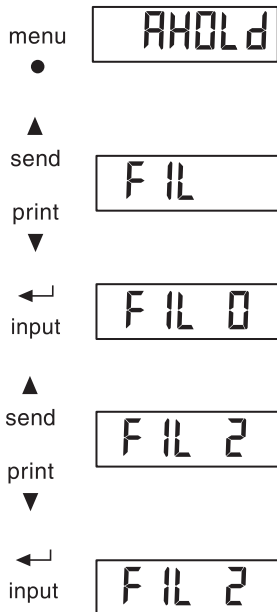 menu
AHOLd
send
FIL
print
input
FIL 0
send
FIL 2
print
input
FIL 2